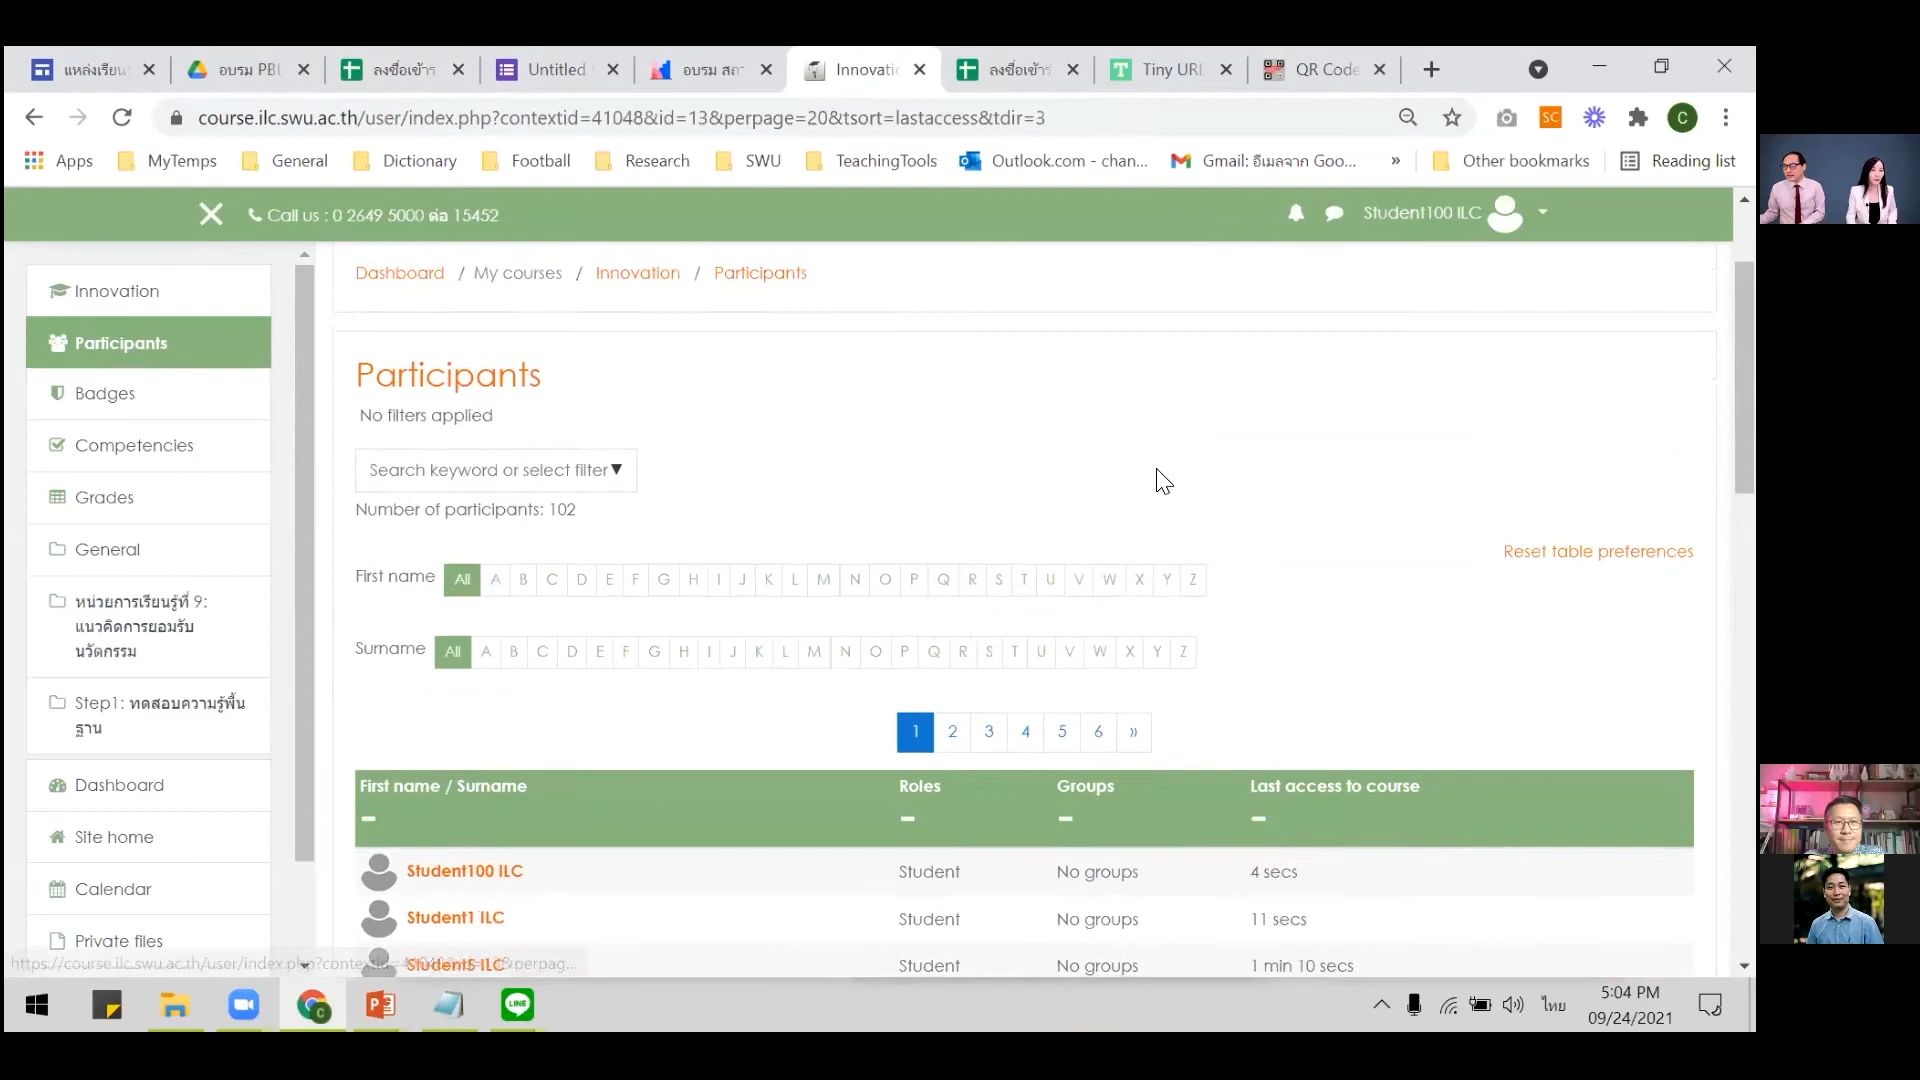 แหล่งเรียนรู
อบรม PBL
ลงชื่อเข้าร
Untitled
อบรม สถา
Innovatio
ลงชื่อเข้าร
Tiny URL
QR Code
course.ilc.swu.ac.th/user/index.php?contextid=41048&id=13&perpage=20&tsort=lastaccess&tdir=3
SC
C
Apps MyTemps General Dictionary Football Research SWU TeachingTools Outlook.com - chan... Gmail: อีเมลจาก Goo... » Other bookmarks Reading list
Call us : 0 2649 5000 ต่อ 15452
Student100 ILC
Dashboard / My courses / Innovation / Participants
Innovation
Participants
Badges
Competencies
Grades
General
หน่วยการเรียนรู้ที่ 9:
แนวคิดการยอมรับ
นวัตกรรม
Step1: ทดสอบความรู้พื้น
ฐาน
Dashboard
Site home
Calendar
Private files
Participants
No filters applied
Search keyword or select filter ▼
Number of participants: 102
Reset table preferences
First name All A B C D E F G H I J K L M N O P Q R S T U V W X Y Z
Surname All A B C D E F G H I J K L M N O P Q R S T U V W X Y Z
1 2 3 4 5 6 »
First name / Surname Roles Groups Last access to course
Student100 ILC Student No groups 4 secs
Student1 ILC Student No groups 11 secs
Student5 ILC Student No groups 1 min 10 secs
LINE
ไทย
5:04 PM
09/24/2021